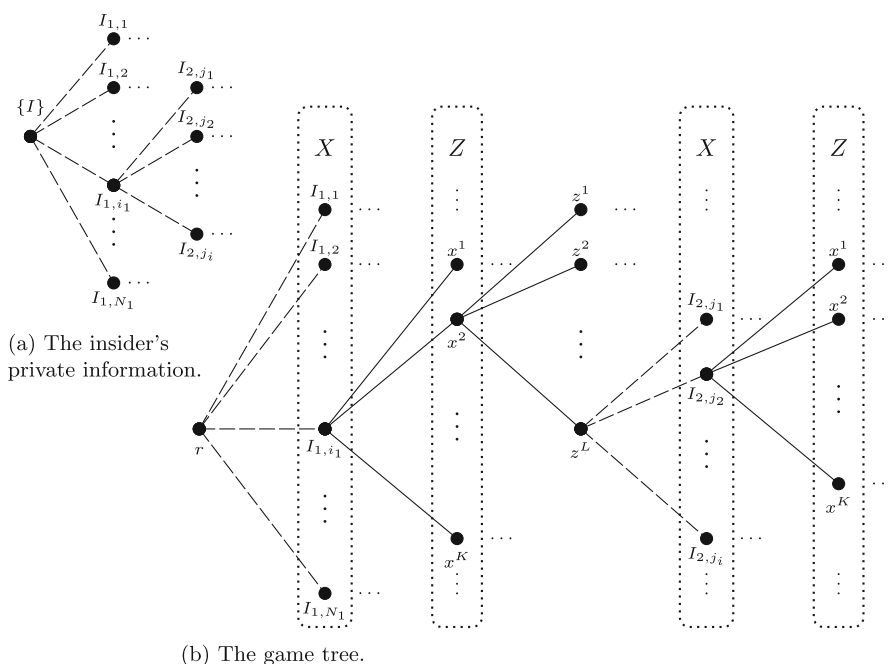 {I}
I_{1,1} ···
I_{1,2} ···
I_{1,i_1}
I_{1,N_1} ···
I_{2,j_1} ···
I_{2,j_2} ···
I_{2,j_i} ···
(a) The insider's
private information.
r
X
I_{1,1} ···
I_{1,2} ···
I_{1,i_1}
I_{1,N_1} ···
Z
x^1 ···
x^2
x^K ···
z^1 ···
z^2 ···
z^L
X
I_{2,j_1} ···
I_{2,j_2}
I_{2,j_i} ···
Z
x^1 ···
x^2 ···
x^K ···
(b) The game tree.